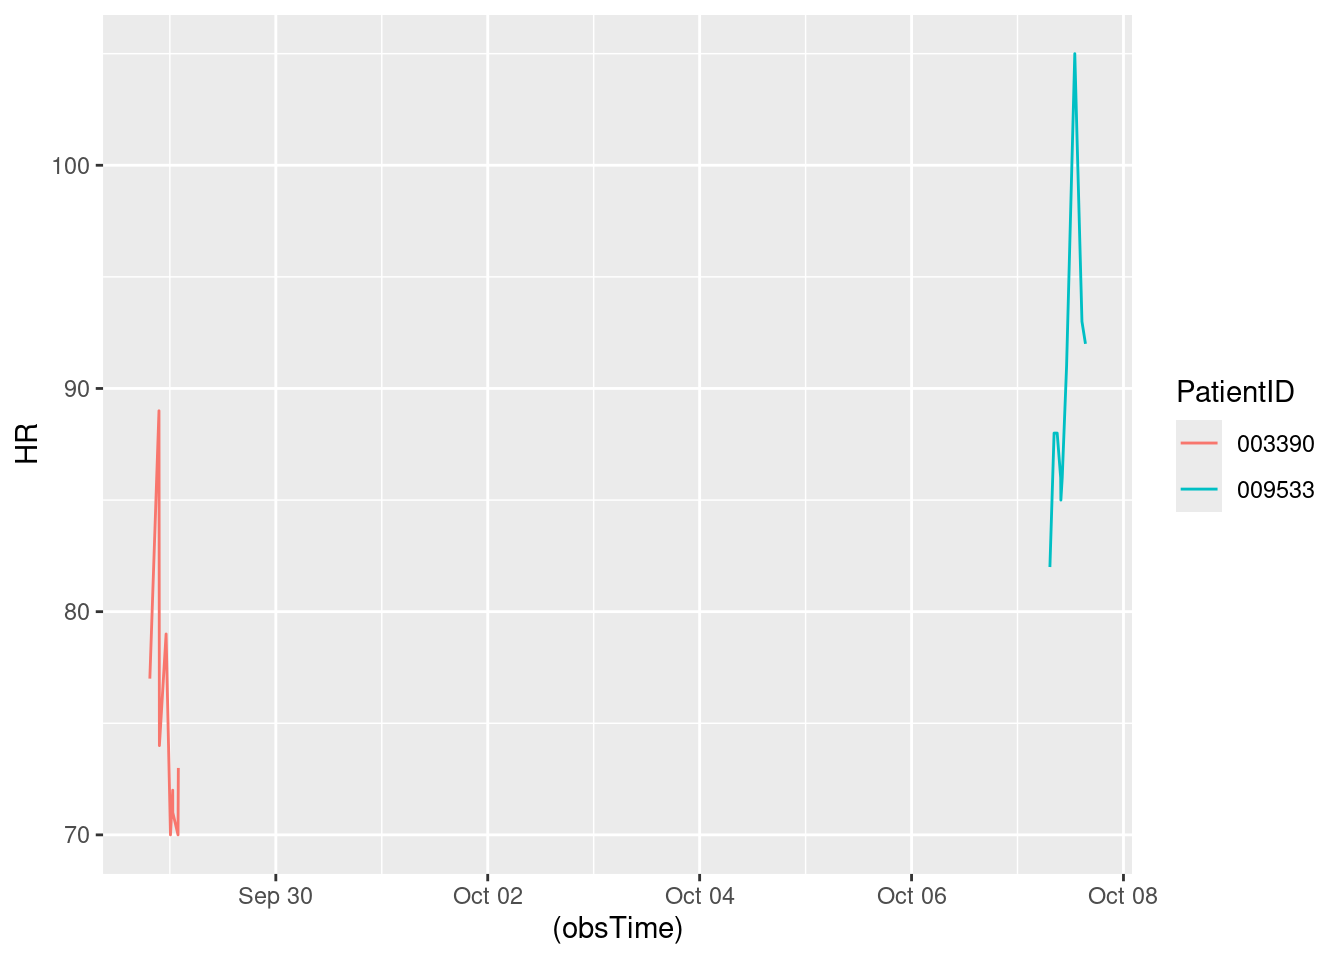 HR
100
90
80
70
Sep 30
Oct 02
Oct 04
Oct 06
Oct 08
(obsTime)
PatientID
003390
009533